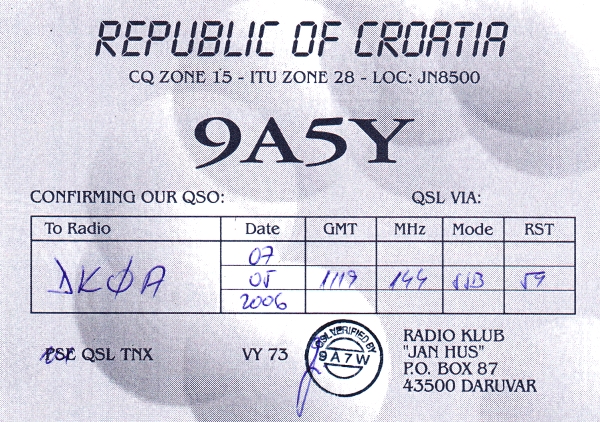 REPUBLIC OF CROATIA
CQ ZONE 15 - ITU ZONE 28 - LOC: JN8500
9A5Y
CONFIRMING OUR QSO: QSL VIA:
To Radio Date GMT MHz Mode RST
DKØA 07 05 2006 1119 144 SSB 59
PSE QSL TNX VY 73
QSL VERIFIED BY
9A7W
RADIO KLUB
"JAN HUS"
P.O. BOX 87
43500 DARUVAR